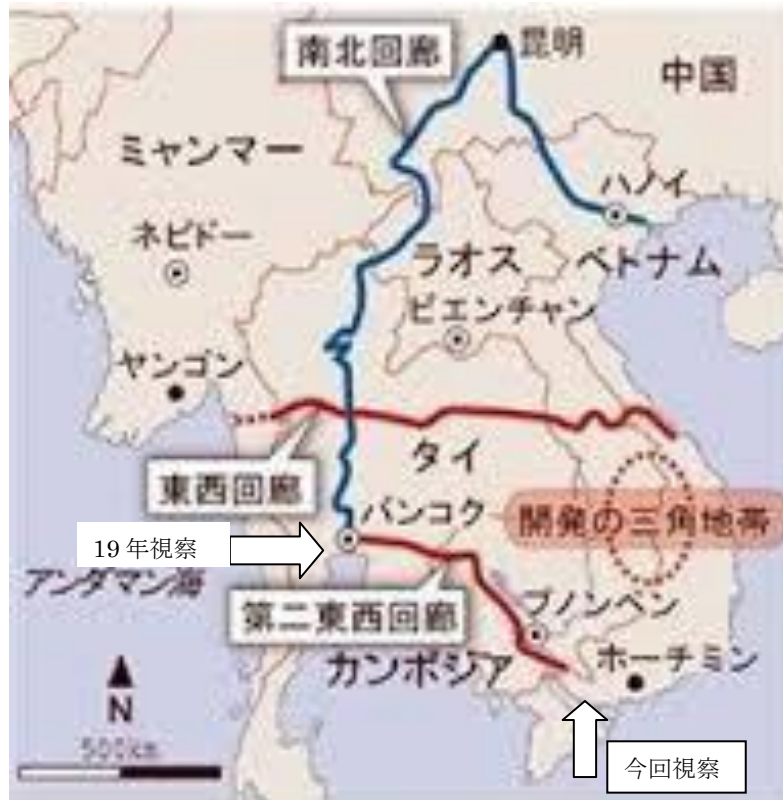 南北回廊
昆明
中国
ミャンマー
ハノイ
ネピドー
ラオス
ベトナム
ビエンチャン
ヤンゴン
タイ
東西回廊
バンコク
開発の三角地帯
19年視察
アンダマン海
第二東西回廊
プノンペン
カンボジア
ホーチミン
N
500km
今回視察